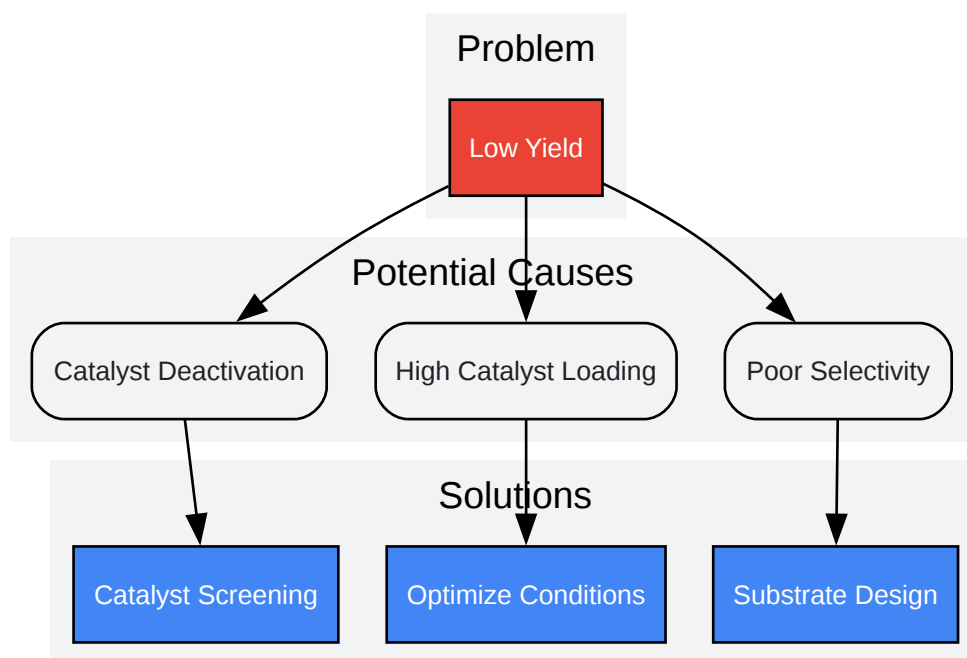 Problem
Low Yield
Potential Causes
Catalyst Deactivation
High Catalyst Loading
Poor Selectivity
Solutions
Catalyst Screening
Optimize Conditions
Substrate Design